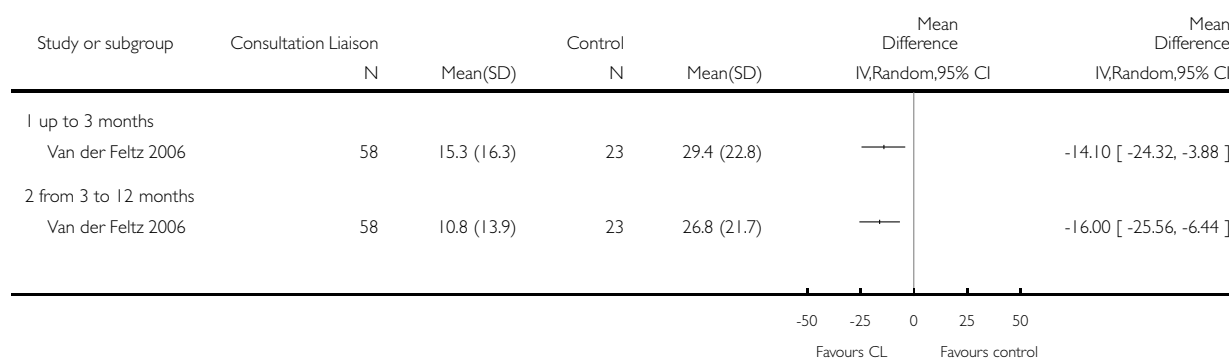 Study or subgroup Consultation Liaison Control Mean Difference Mean Difference
N Mean(SD) N Mean(SD) IV,Random,95% CI IV,Random,95% CI
1 up to 3 months
Van der Feltz 2006 58 15.3 (16.3) 23 29.4 (22.8) -14.10 [ -24.32, -3.88 ]
2 from 3 to 12 months
Van der Feltz 2006 58 10.8 (13.9) 23 26.8 (21.7) -16.00 [ -25.56, -6.44 ]
-50 -25 0 25 50
Favours CL Favours control